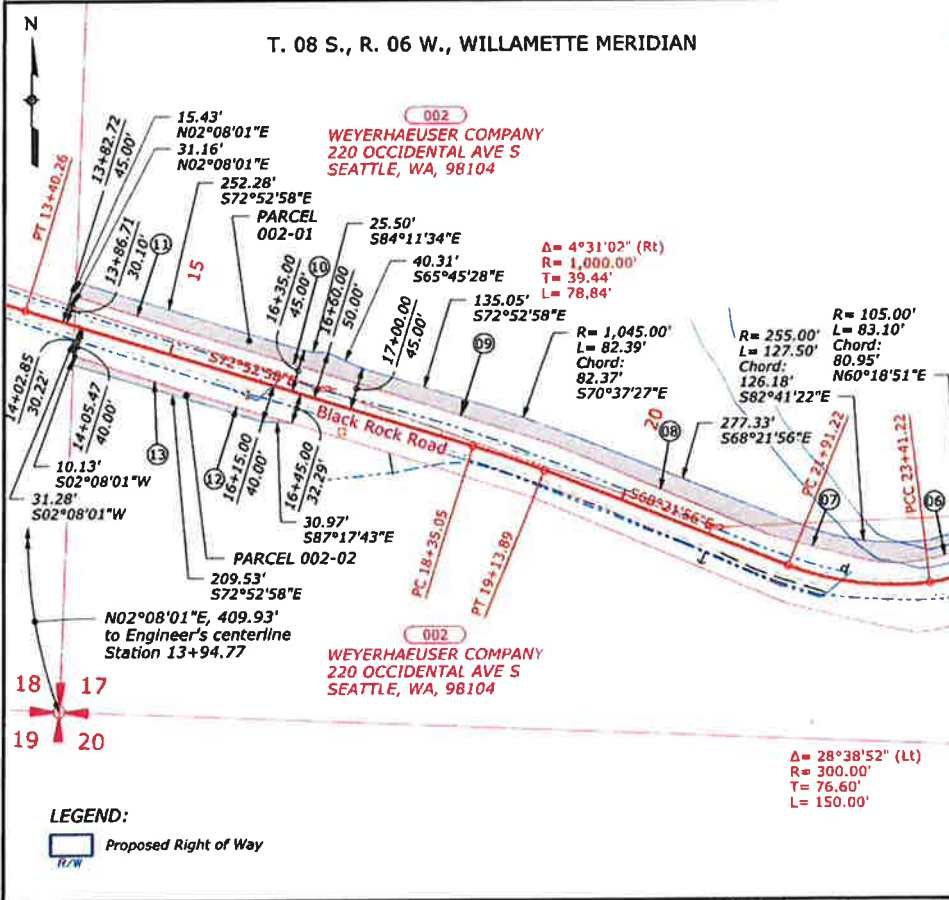 N
T. 08 S., R. 06 W., WILLAMETTE MERIDIAN
002
WEYERHAEUSER COMPANY
220 OCCIDENTAL AVE S
SEATTLE, WA, 98104
PT 13+40.26
13+82.72
45.00'
15.43'
N02°08'01"E
31.16'
N02°08'01"E
252.28'
S72°52'58"E
PARCEL
002-01
13+86.71
30.10'
11
15
16+35.00
45.00'
10
25.50'
S84°11'34"E
16+60.00
50.00'
40.31'
S65°45'28"E
17+00.00
45.00'
Δ= 4°31'02" (Rt)
R= 1,000.00'
T= 39.44'
L= 78.84'
135.05'
S72°52'58"E
09
R= 1,045.00'
L= 82.39'
Chord:
82.37'
S70°37'27"E
R= 255.00'
L= 127.50'
Chord:
126.18'
S82°41'22"E
R= 105.00'
L= 83.10'
Chord:
80.95'
N60°18'51"E
20
08
277.33'
S68°21'56"E
PC 21+91.22
PCC 23+41.22
07
06
S72°52'58"E
Black Rock Road
S68°21'56"E
14+02.85
30.22'
14+05.47
40.00'
13
12
16+15.00
40.00'
16+45.00
32.29'
10.13'
S02°08'01"W
31.28'
S02°08'01"W
30.97'
S87°17'43"E
PARCEL 002-02
209.53'
S72°52'58"E
PC 18+35.05
PT 19+13.89
N02°08'01"E, 409.93'
to Engineer's centerline
Station 13+94.77
002
WEYERHAEUSER COMPANY
220 OCCIDENTAL AVE S
SEATTLE, WA, 98104
18 17
19 20
Δ= 28°38'52" (Lt)
R= 300.00'
T= 76.60'
L= 150.00'
LEGEND:
Proposed Right of Way
R/W